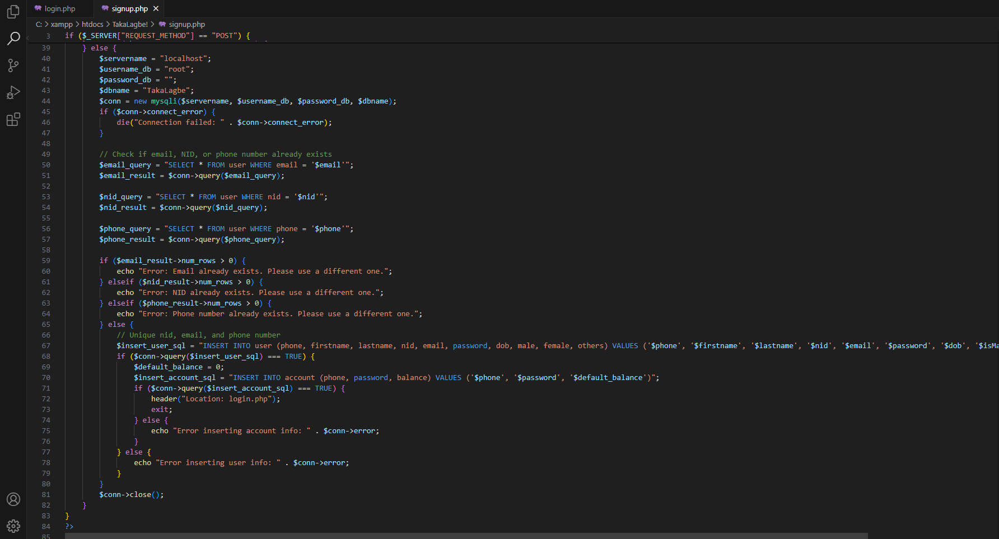 login.php
signup.php
C: > xampp > htdocs > TakaLagbe! > signup.php
3 if ($_SERVER["REQUEST_METHOD"] == "POST") {
39 } else {
40 $servername = "localhost";
41 $username_db = "root";
42 $password_db = "";
43 $dbname = "TakaLagbe";
44 $conn = new mysqli($servername, $username_db, $password_db, $dbname);
45 if ($conn->connect_error) {
46 die("Connection failed: " . $conn->connect_error);
47 }
48
49 // Check if email, NID, or phone number already exists
50 $email_query = "SELECT * FROM user WHERE email = '$email'";
51 $email_result = $conn->query($email_query);
52
53 $nid_query = "SELECT * FROM user WHERE nid = '$nid'";
54 $nid_result = $conn->query($nid_query);
55
56 $phone_query = "SELECT * FROM user WHERE phone = '$phone'";
57 $phone_result = $conn->query($phone_query);
58
59 if ($email_result->num_rows > 0) {
60 echo "Error: Email already exists. Please use a different one.";
61 } elseif ($nid_result->num_rows > 0) {
62 echo "Error: NID already exists. Please use a different one.";
63 } elseif ($phone_result->num_rows > 0) {
64 echo "Error: Phone number already exists. Please use a different one.";
65 } else {
66 // Unique nid, email, and phone number
67 $insert_user_sql = "INSERT INTO user (phone, firstname, lastname, nid, email, password, dob, male, female, others) VALUES ('$phone', '$firstname', '$lastname', '$nid', '$email', '$password', '$dob', '$isMa
68 if ($conn->query($insert_user_sql) === TRUE) {
69 $default_balance = 0;
70 $insert_account_sql = "INSERT INTO account (phone, password, balance) VALUES ('$phone', '$password', '$default_balance')";
71 if ($conn->query($insert_account_sql) === TRUE) {
72 header("Location: login.php");
73 exit;
74 } else {
75 echo "Error inserting account info: " . $conn->error;
76 }
77 } else {
78 echo "Error inserting user info: " . $conn->error;
79 }
80 }
81 $conn->close();
82 }
83 }
84 ?>
85